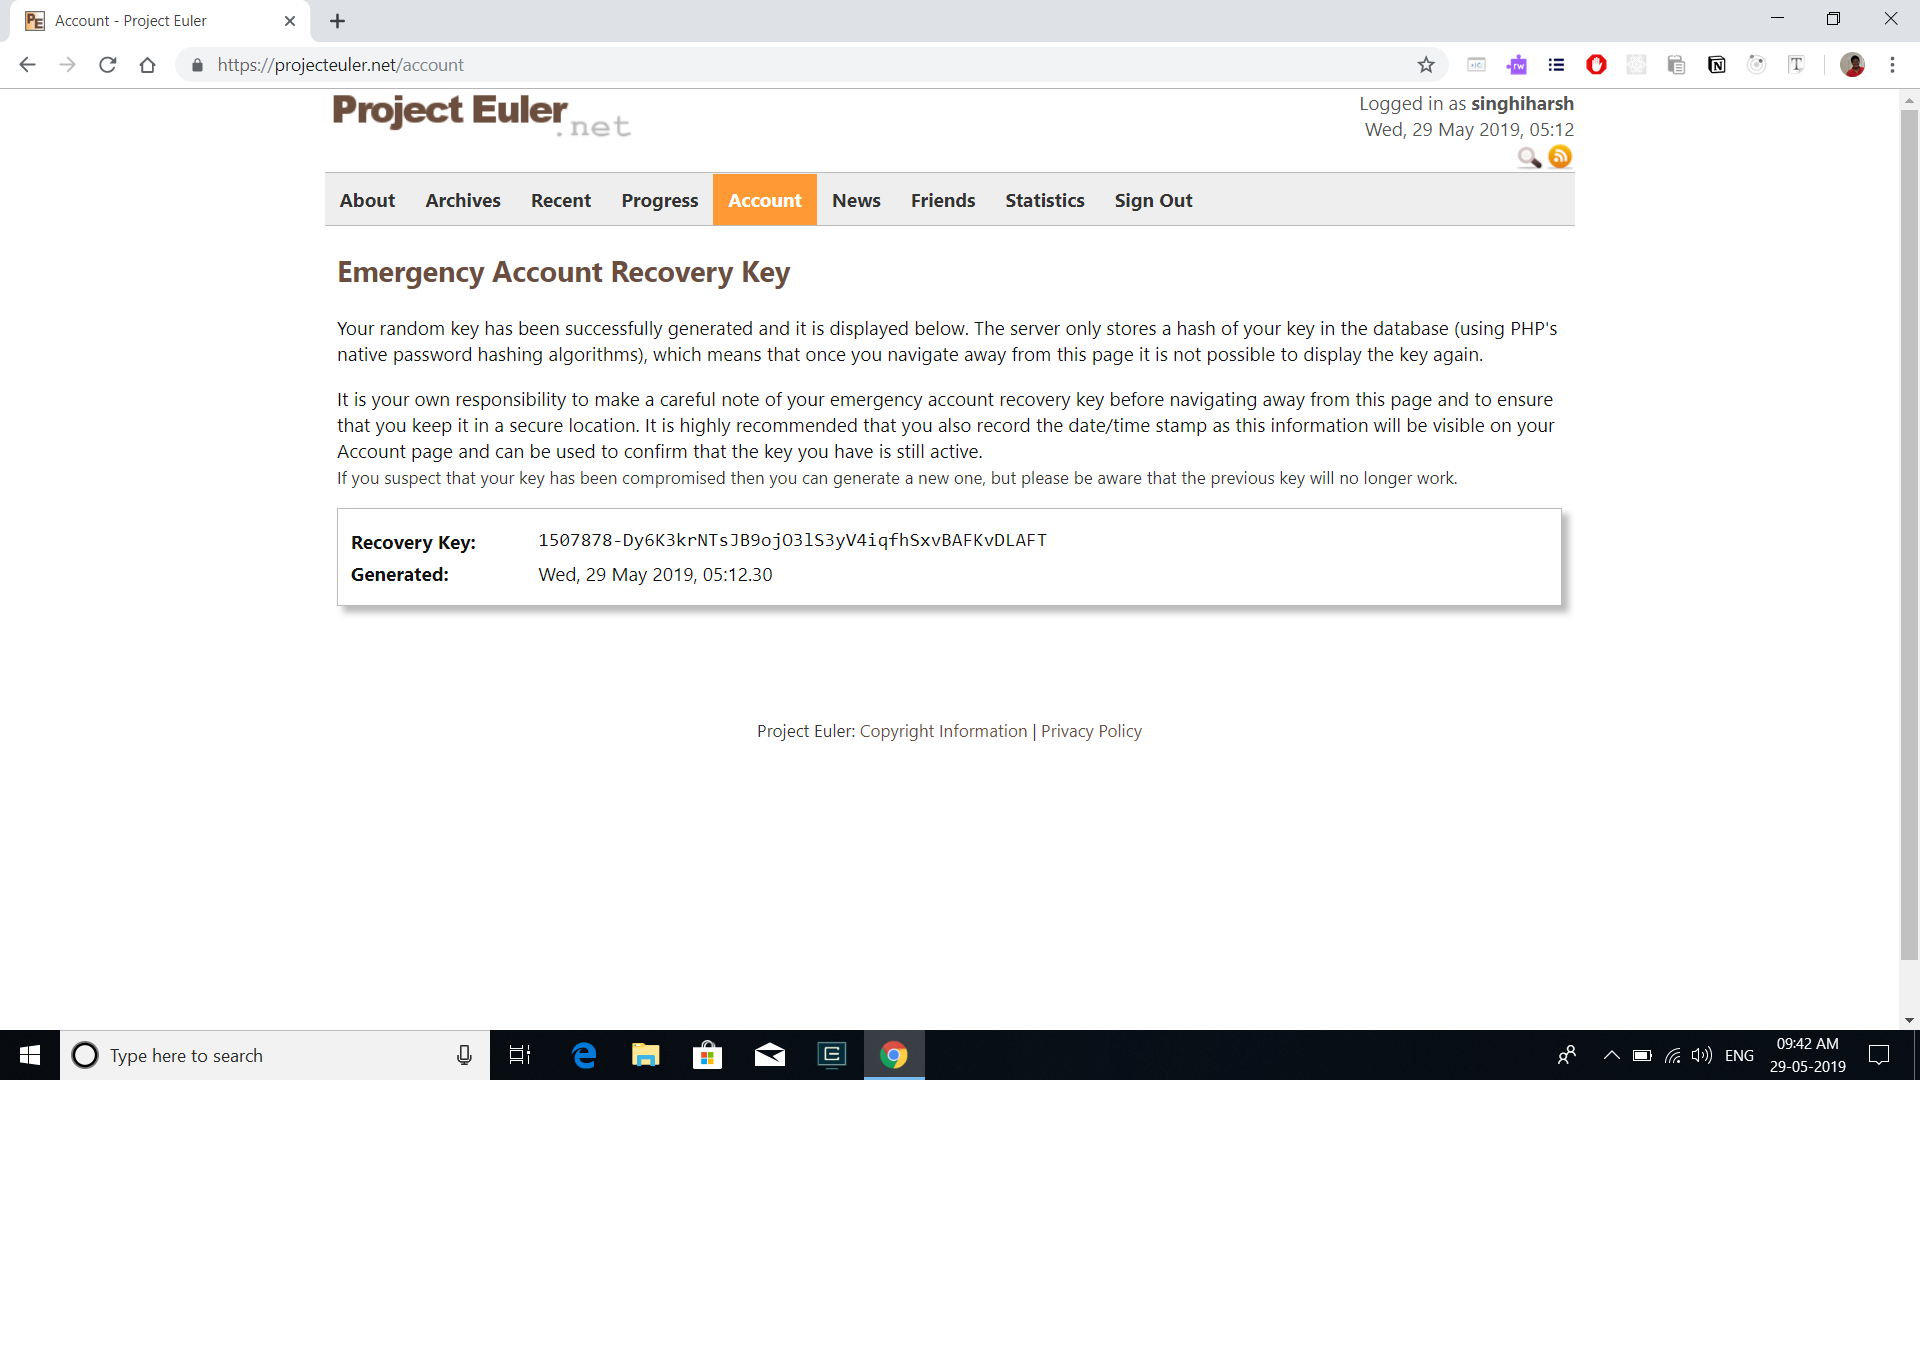 Account - Project Euler
https://projecteuler.net/account
Project Euler.net
Logged in as singhiharsh
Wed, 29 May 2019, 05:12
About Archives Recent Progress Account News Friends Statistics Sign Out
Emergency Account Recovery Key
Your random key has been successfully generated and it is displayed below. The server only stores a hash of your key in the database (using PHP's
native password hashing algorithms), which means that once you navigate away from this page it is not possible to display the key again.
It is your own responsibility to make a careful note of your emergency account recovery key before navigating away from this page and to ensure
that you keep it in a secure location. It is highly recommended that you also record the date/time stamp as this information will be visible on your
Account page and can be used to confirm that the key you have is still active.
If you suspect that your key has been compromised then you can generate a new one, but please be aware that the previous key will no longer work.
Recovery Key: 1507878-Dy6K3krNTsJB9ojO3lS3yV4iqfhSxvBAFKvDLAFT
Generated: Wed, 29 May 2019, 05:12.30
Project Euler: Copyright Information | Privacy Policy
Type here to search
ENG
09:42 AM
29-05-2019